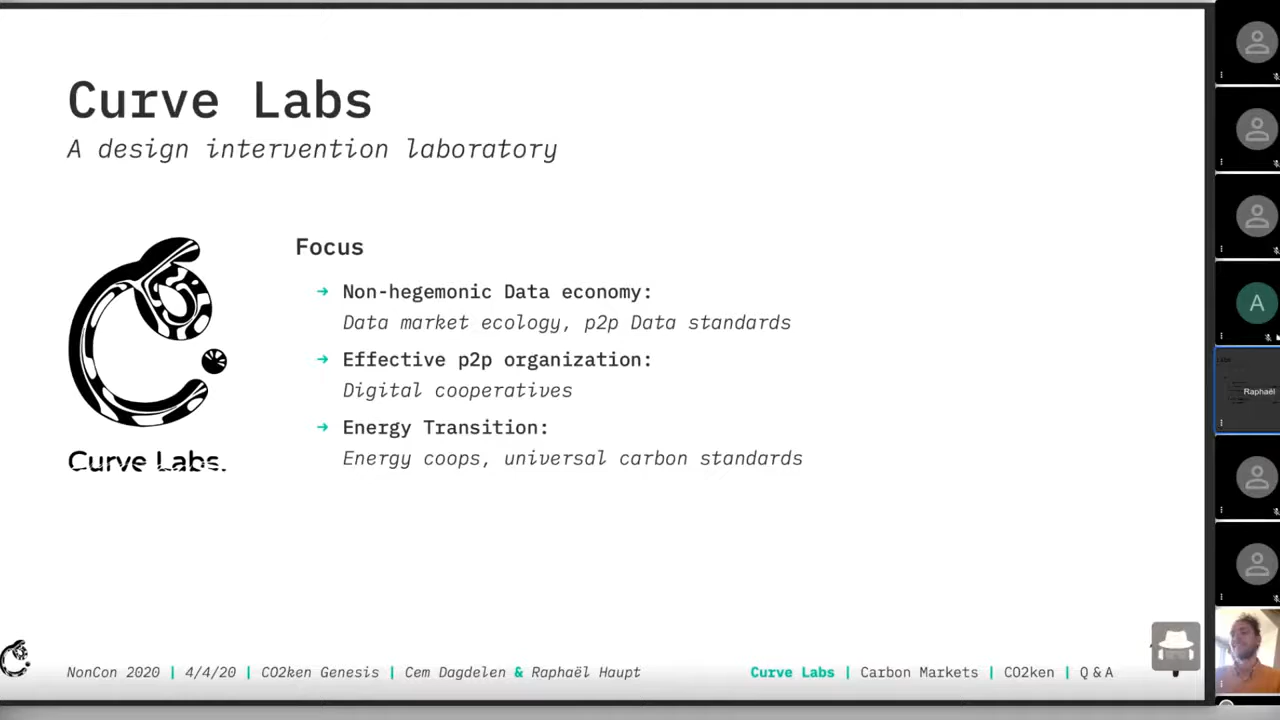 Curve Labs
A design intervention laboratory
Focus
→ Non-hegemonic Data economy:
Data market ecology, p2p Data standards
→ Effective p2p organization:
Digital cooperatives
→ Energy Transition:
Energy coops, universal carbon standards
Curve Labs.
NonCon 2020 | 4/4/20 | CO2ken Genesis | Cem Dagdelen & Raphaël Haupt
Curve Labs | Carbon Markets | CO2ken | Q & A
A
Raphaël